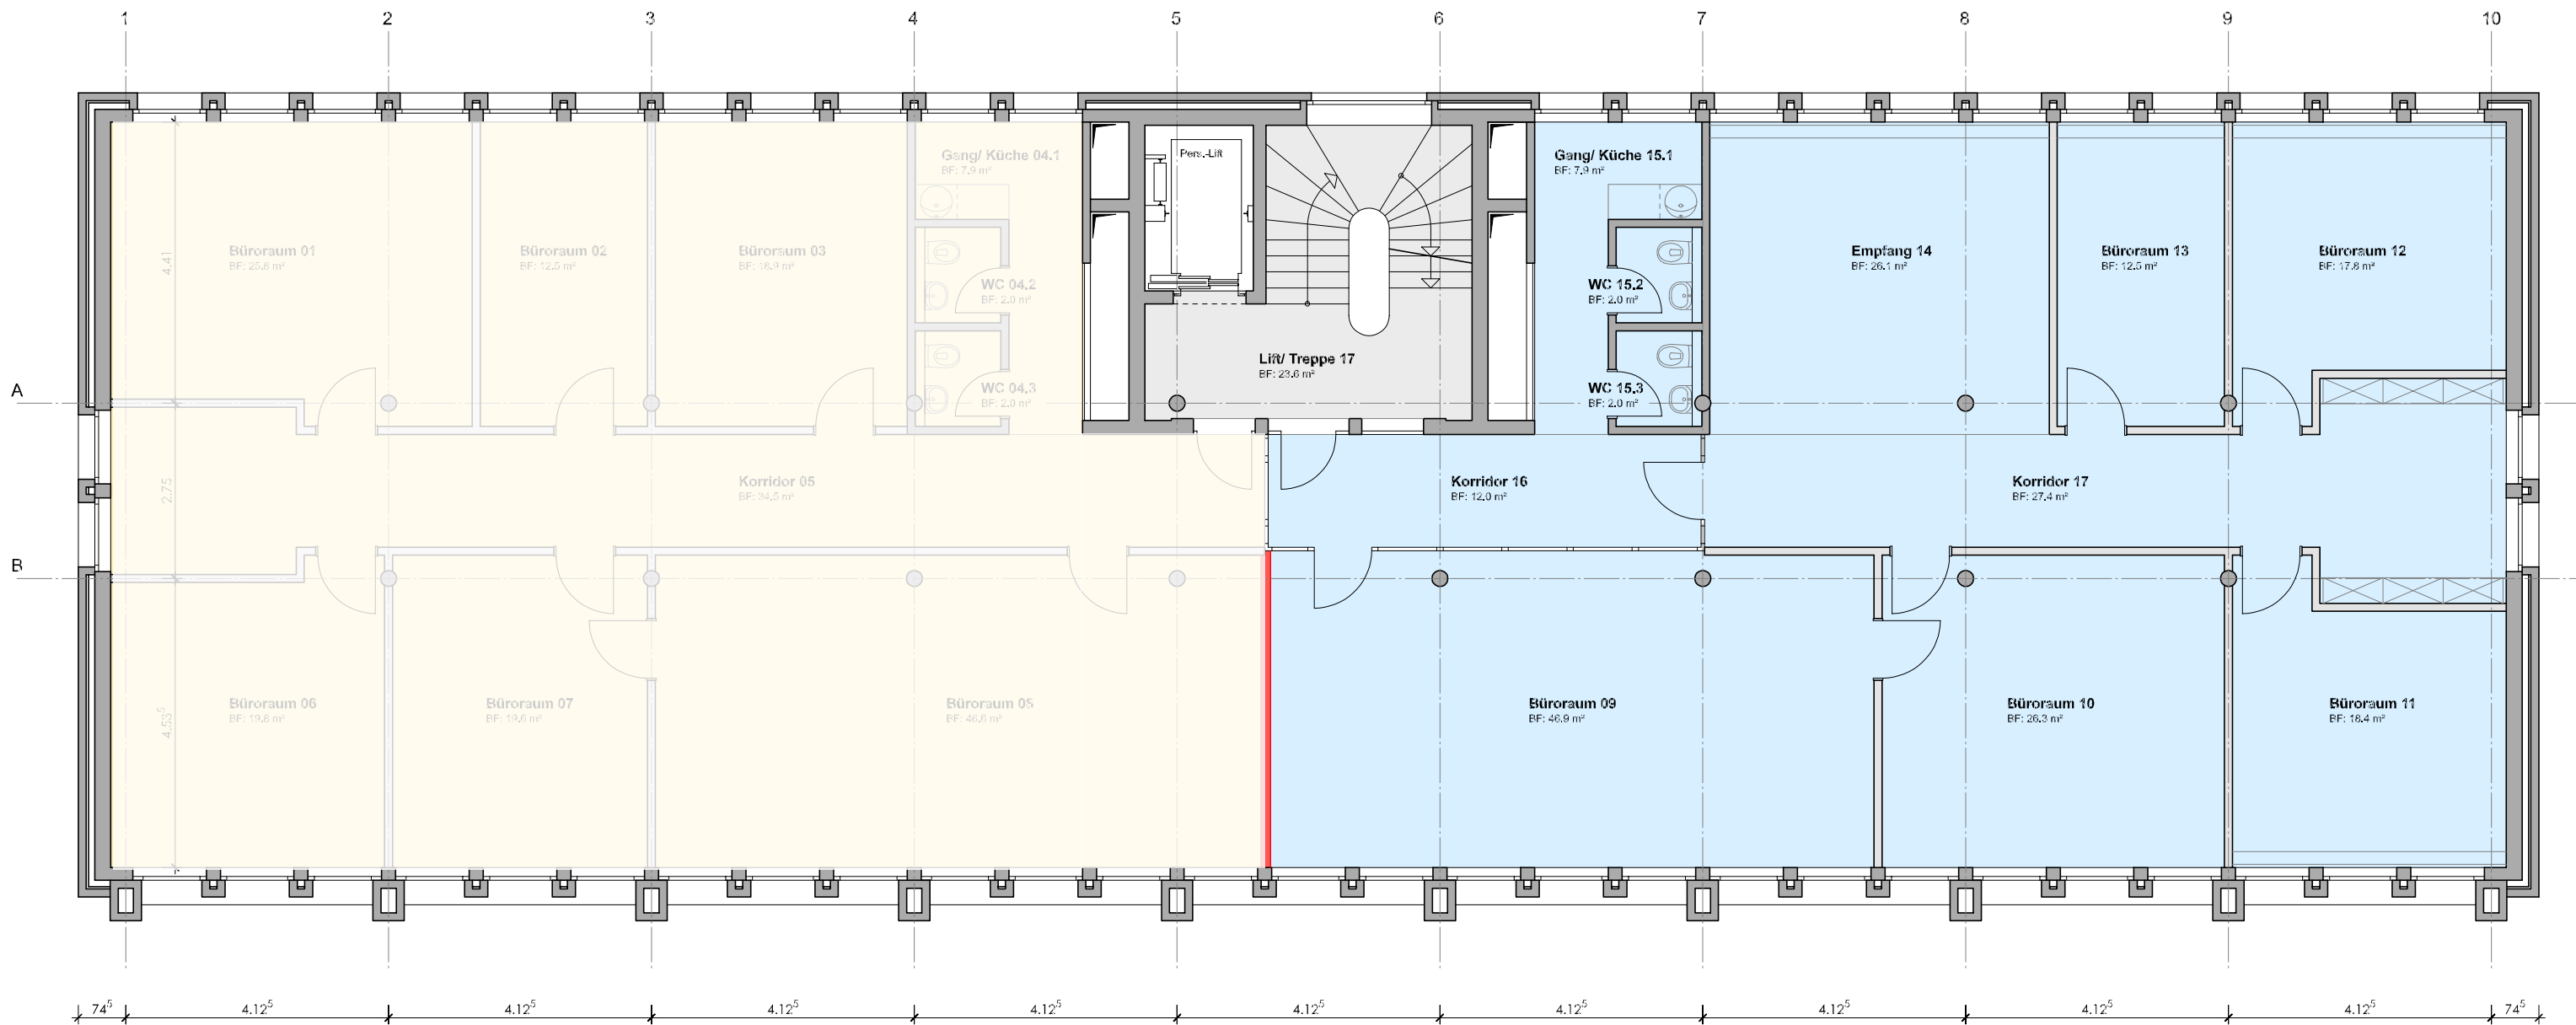 1 2 3 4 5 6 7 8 9 10
Gang/ Küche 04.1
BF: 7.9 m²
Pers.-Lift
Gang/ Küche 15.1
BF: 7.9 m²
Büroraum 01
BF: 25.8 m²
Büroraum 02
BF: 12.5 m²
Büroraum 03
BF: 18.9 m²
Empfang 14
BF: 26.1 m²
Büroraum 13
BF: 12.5 m²
Büroraum 12
BF: 17.8 m²
4.41
WC 04.2
BF: 2.0 m²
WC 15.2
BF: 2.0 m²
Lift/ Treppe 17
BF: 23.6 m²
A
WC 04.3
BF: 2.0 m²
WC 15.3
BF: 2.0 m²
2.75
Korridor 05
BF: 34.5 m²
Korridor 16
BF: 12.0 m²
Korridor 17
BF: 27.4 m²
B
4.53⁵
Büroraum 06
BF: 19.8 m²
Büroraum 07
BF: 19.6 m²
Büroraum 08
BF: 46.6 m²
Büroraum 09
BF: 46.9 m²
Büroraum 10
BF: 26.3 m²
Büroraum 11
BF: 18.4 m²
74⁵ 4.12⁵ 4.12⁵ 4.12⁵ 4.12⁵ 4.12⁵ 4.12⁵ 4.12⁵ 4.12⁵ 4.12⁵ 74⁵